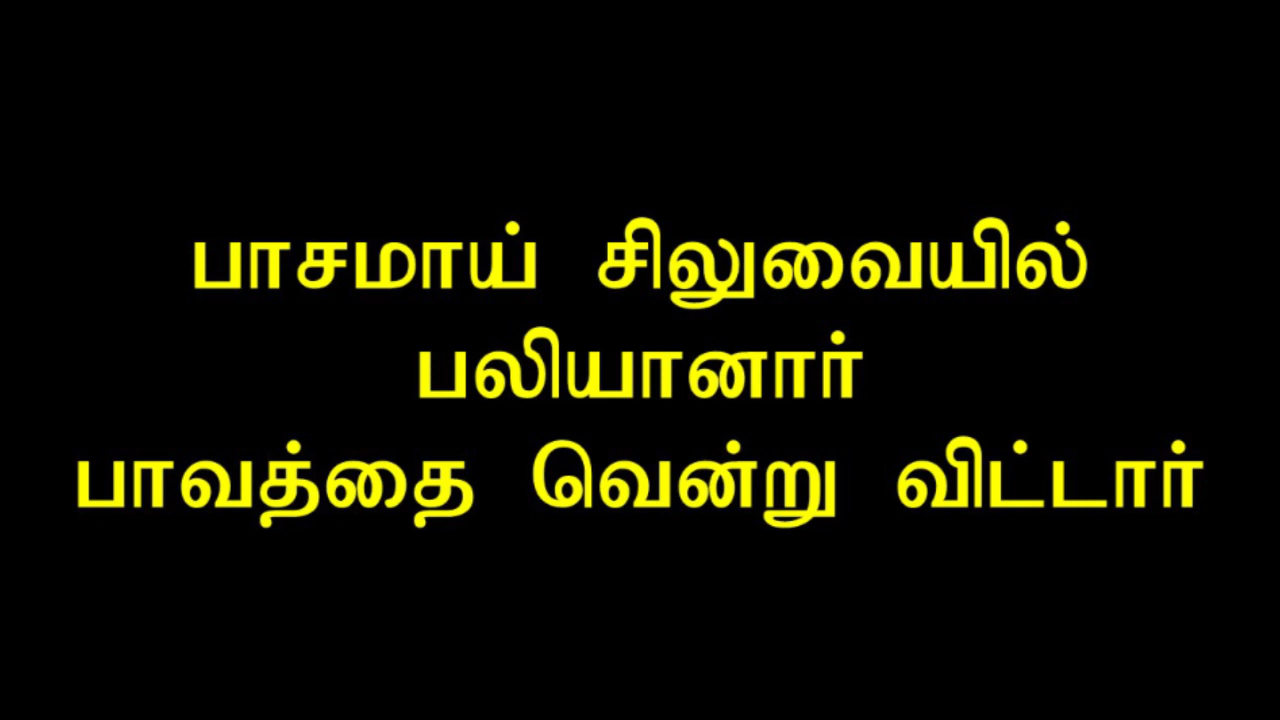 பாசமாய் சிலுவையில்
பலியானார்
பாவத்தை வென்று விட்டார்